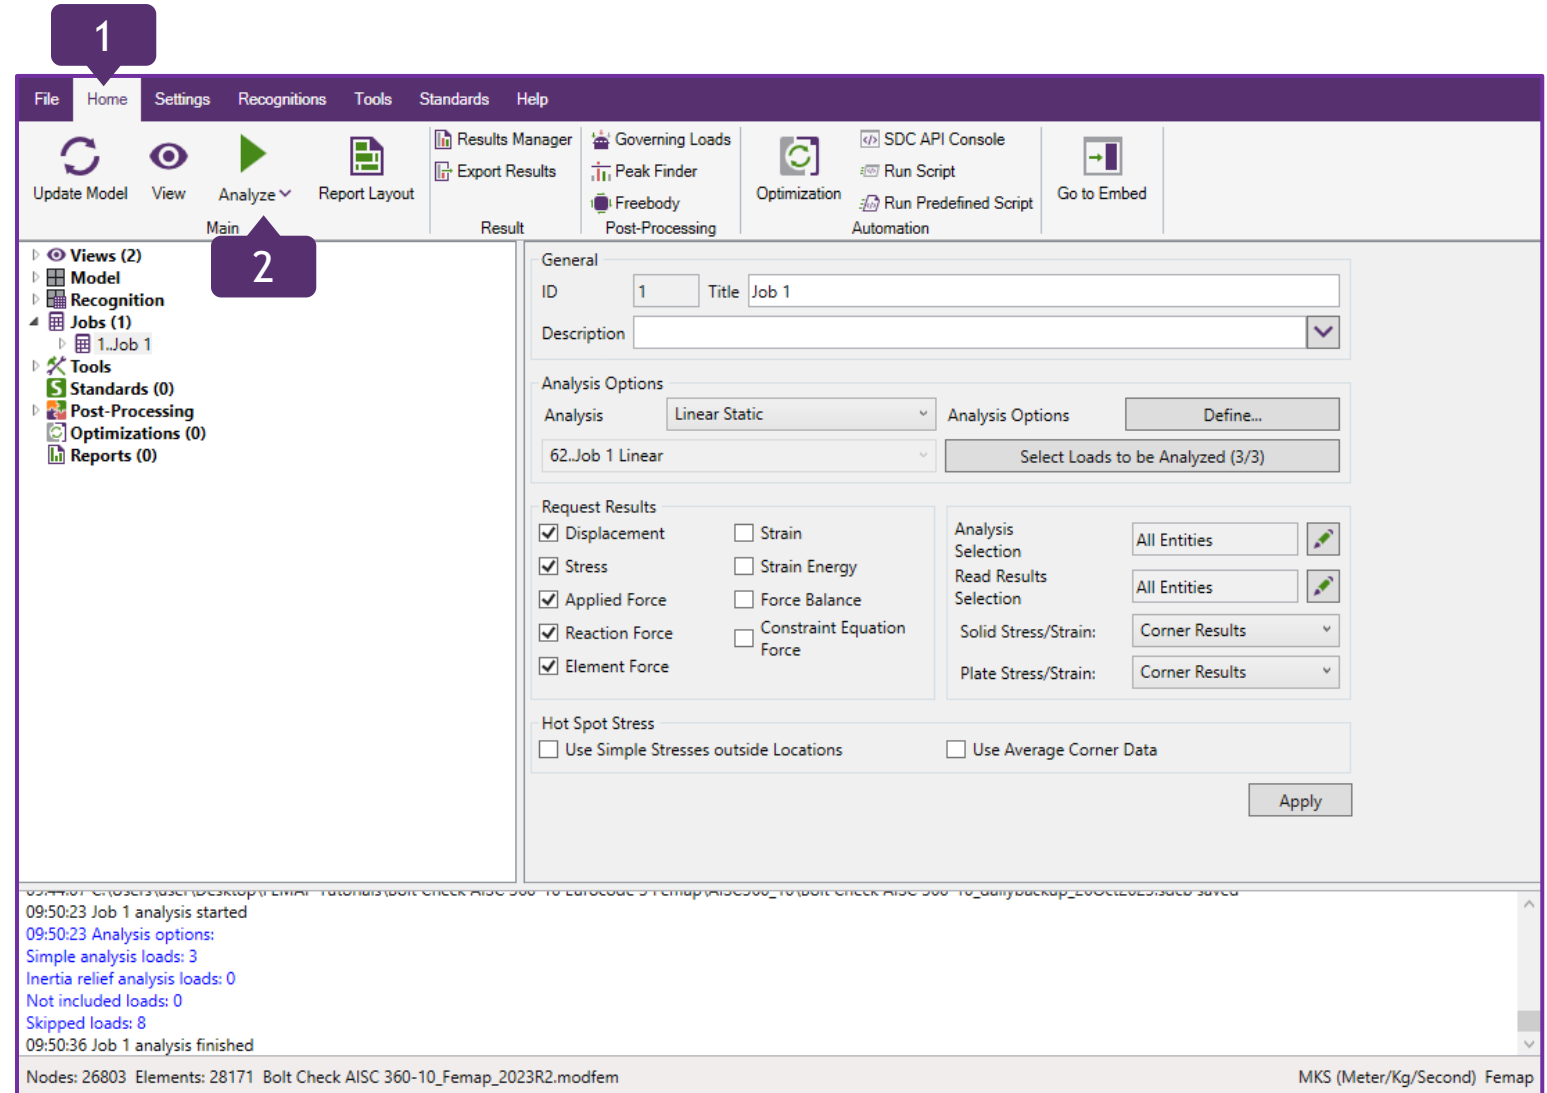 1
File Home Settings Recognitions Tools Standards Help
Update Model View Analyze Report Layout
Main
Results Manager
Export Results
Result
Governing Loads
Peak Finder
Freebody
Post-Processing
Optimization
SDC API Console
Run Script
Run Predefined Script
Automation
Go to Embed
2
Views (2)
Model
Recognition
Jobs (1)
1..Job 1
Tools
Standards (0)
Post-Processing
Optimizations (0)
Reports (0)
General
ID 1 Title Job 1
Description
Analysis Options
Analysis Linear Static Analysis Options Define...
62..Job 1 Linear Select Loads to be Analyzed (3/3)
Request Results
Displacement Strain
Stress Strain Energy
Applied Force Force Balance
Reaction Force Constraint Equation
Force
Element Force
Analysis
Selection All Entities
Read Results
Selection All Entities
Solid Stress/Strain: Corner Results
Plate Stress/Strain: Corner Results
Hot Spot Stress
Use Simple Stresses outside Locations Use Average Corner Data
Apply
09:50:23 Job 1 analysis started
09:50:23 Analysis options:
Simple analysis loads: 3
Inertia relief analysis loads: 0
Not included loads: 0
Skipped loads: 8
09:50:36 Job 1 analysis finished
Nodes: 26803 Elements: 28171 Bolt Check AISC 360-10_Femap_2023R2.modfem MKS (Meter/Kg/Second) Femap